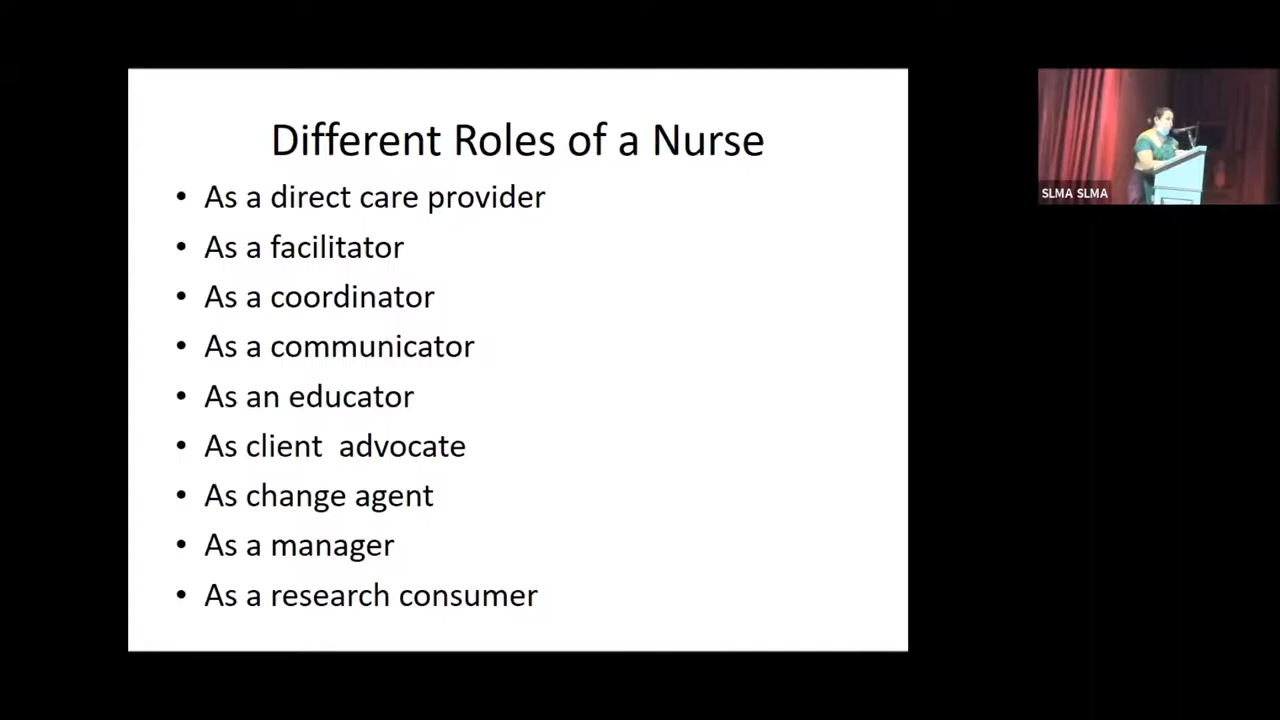 Different Roles of a Nurse
• As a direct care provider
• As a facilitator
• As a coordinator
• As a communicator
• As an educator
• As client  advocate
• As change agent
• As a manager
• As a research consumer
SLMA SLMA